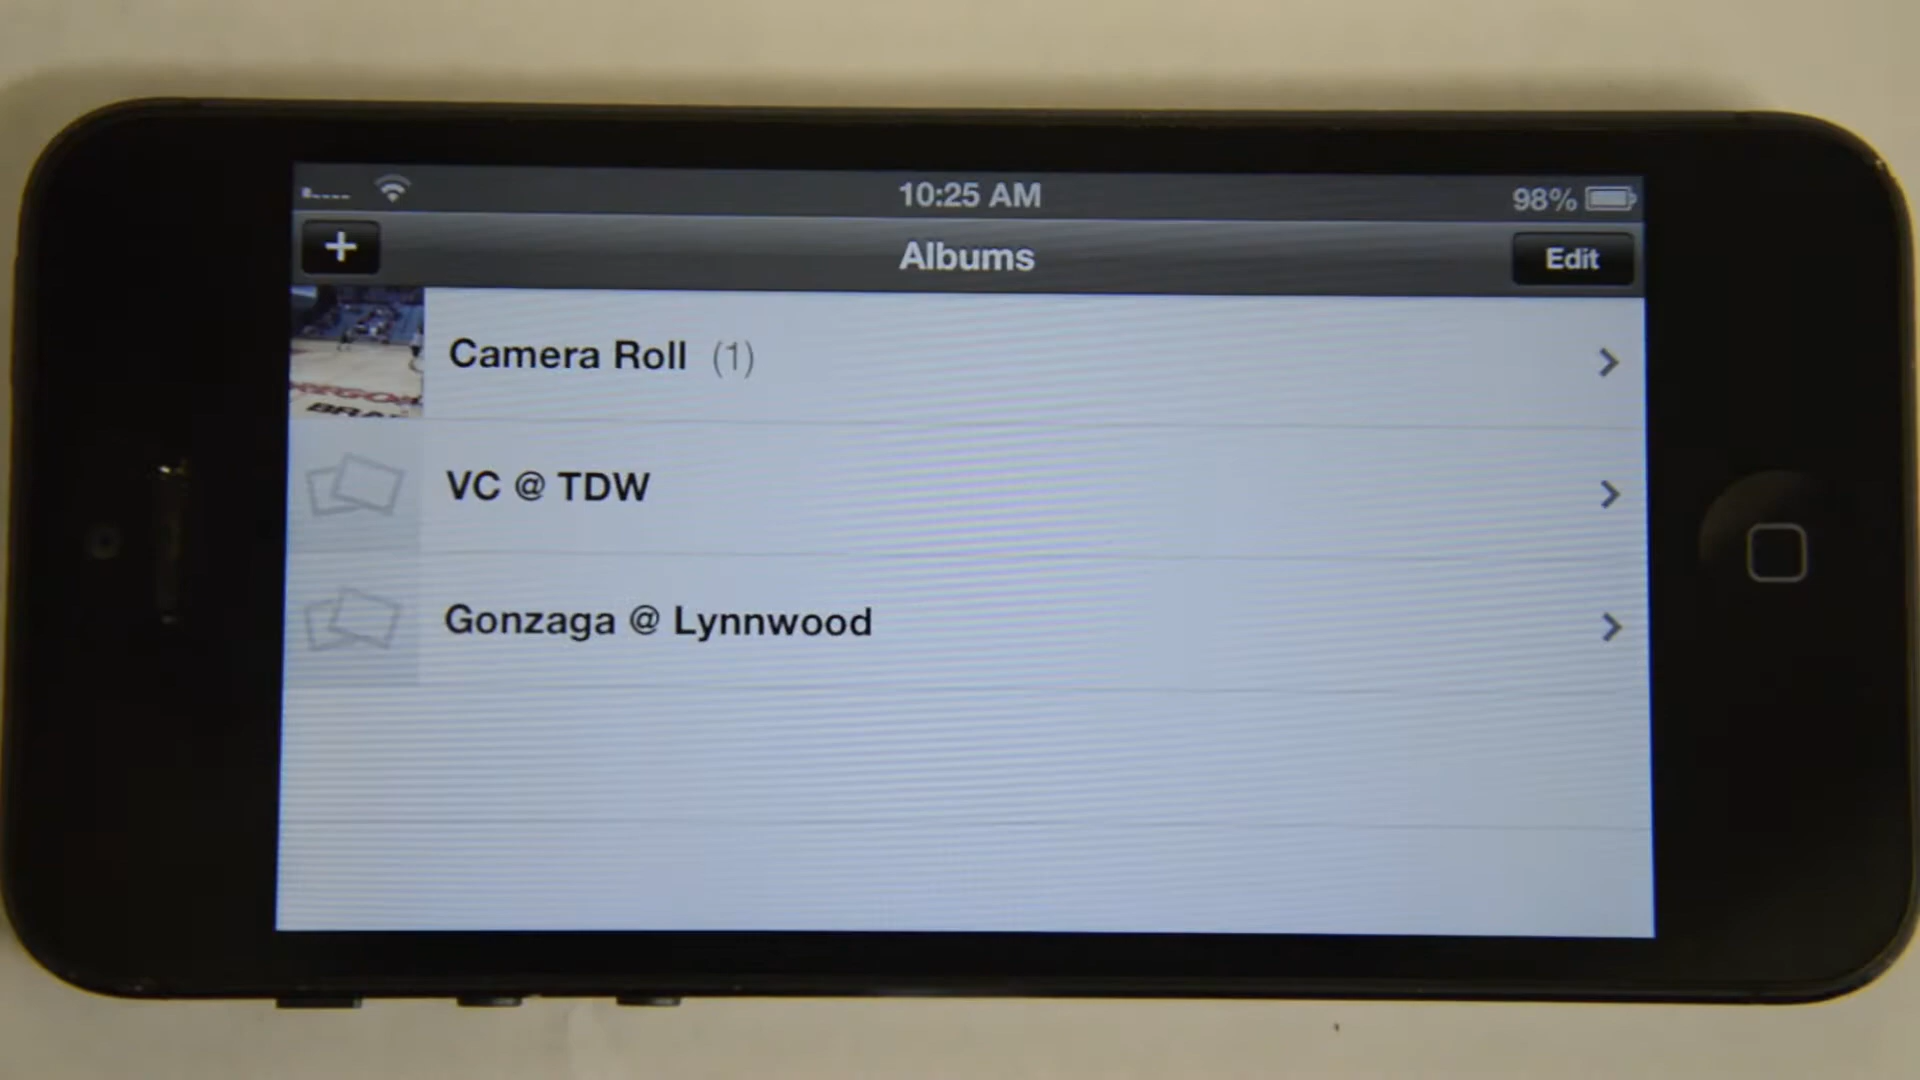 10:25 AM
98%
+
Albums
Edit
Camera Roll (1)
VC @ TDW
Gonzaga @ Lynnwood